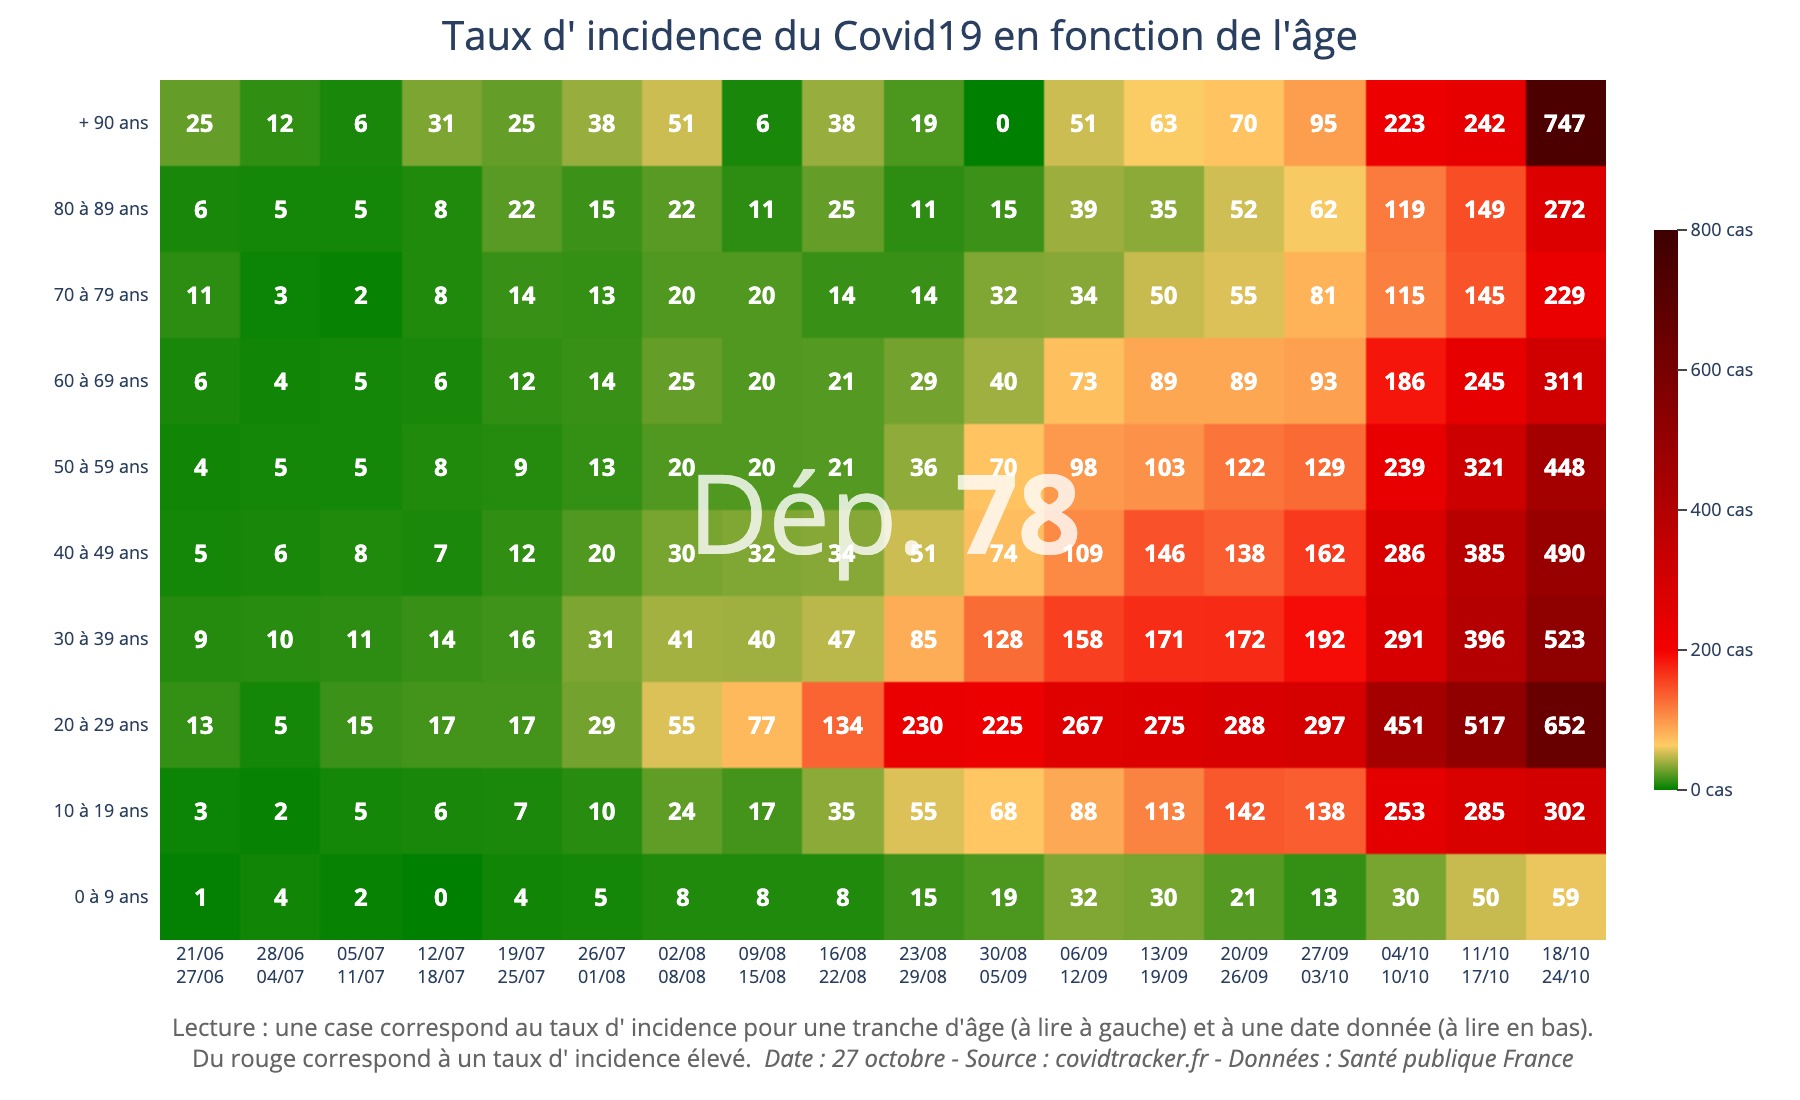 Taux d' incidence du Covid19 en fonction de l'âge
+ 90 ans 25 12 6 31 25 38 51 6 38 19 0 51 63 70 95 223 242 747
80 à 89 ans 6 5 5 8 22 15 22 11 25 11 15 39 35 52 62 119 149 272
70 à 79 ans 11 3 2 8 14 13 20 20 14 14 32 34 50 55 81 115 145 229
60 à 69 ans 6 4 5 6 12 14 25 20 21 29 40 73 89 89 93 186 245 311
50 à 59 ans 4 5 5 8 9 13 20 20 21 36 70 98 103 122 129 239 321 448
Dép. 78
40 à 49 ans 5 6 8 7 12 20 30 32 34 51 74 109 146 138 162 286 385 490
30 à 39 ans 9 10 11 14 16 31 41 40 47 85 128 158 171 172 192 291 396 523
20 à 29 ans 13 5 15 17 17 29 55 77 134 230 225 267 275 288 297 451 517 652
10 à 19 ans 3 2 5 6 7 10 24 17 35 55 68 88 113 142 138 253 285 302
0 à 9 ans 1 4 2 0 4 5 8 8 8 15 19 32 30 21 13 30 50 59
21/06 28/06 05/07 12/07 19/07 26/07 02/08 09/08 16/08 23/08 30/08 06/09 13/09 20/09 27/09 04/10 11/10 18/10
27/06 04/07 11/07 18/07 25/07 01/08 08/08 15/08 22/08 29/08 05/09 12/09 19/09 26/09 03/10 10/10 17/10 24/10
800 cas
600 cas
400 cas
200 cas
0 cas
Lecture : une case correspond au taux d' incidence pour une tranche d'âge (à lire à gauche) et à une date donnée (à lire en bas).
Du rouge correspond à un taux d' incidence élevé. Date : 27 octobre - Source : covidtracker.fr - Données : Santé publique France